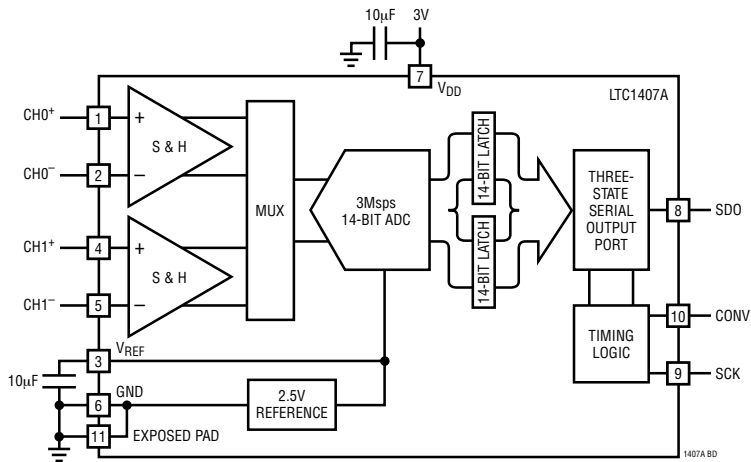 10µF
3V
7
VDD
LTC1407A
CH0+
1
+
S & H
CH0–
2
–
CH1+
4
+
S & H
CH1–
5
–
MUX
3Msps
14-BIT ADC
14-BIT LATCH
14-BIT LATCH
THREE-
STATE
SERIAL
OUTPUT
PORT
8
SDO
10
CONV
TIMING
LOGIC
9
SCK
3
VREF
10µF
6
GND
2.5V
REFERENCE
11
EXPOSED PAD
1407A BD